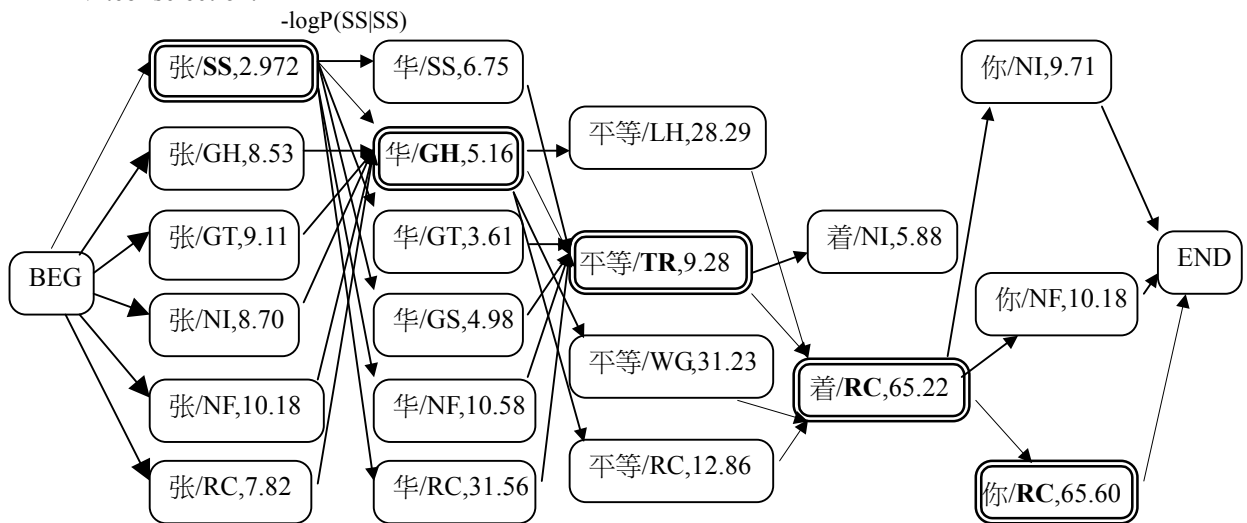 -logP(SS|SS)
BEG
张/SS,2.972
张/GH,8.53
张/GT,9.11
张/NI,8.70
张/NF,10.18
张/RC,7.82
华/SS,6.75
华/GH,5.16
华/GT,3.61
华/GS,4.98
华/NF,10.58
华/RC,31.56
平等/LH,28.29
平等/TR,9.28
平等/WG,31.23
平等/RC,12.86
着/NI,5.88
着/RC,65.22
你/NI,9.71
你/NF,10.18
你/RC,65.60
END